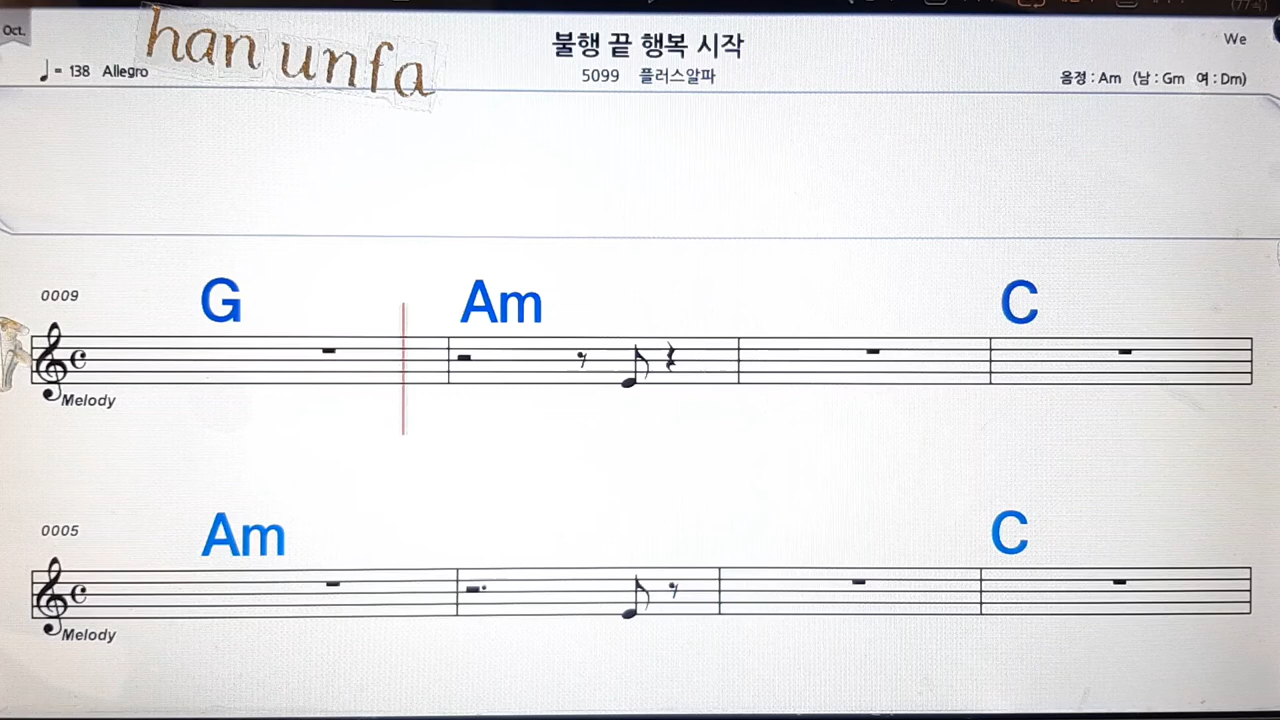 Oct.
han unfa
불행 끝 행복 시작
We
♩= 138 Allegro
5099 플러스알파
음정 : Am (남 : Gm 여 : Dm)
0009
G Am C
Melody
0005
Am C
Melody